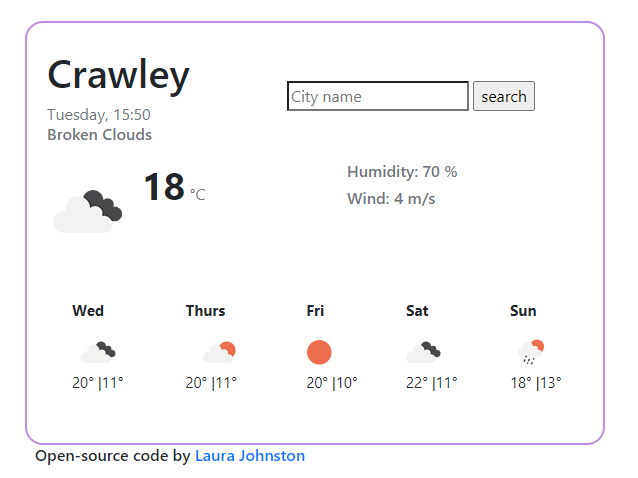 Crawley
City name search
Tuesday, 15:50
Broken Clouds
18 °C
Humidity: 70 %
Wind: 4 m/s
Wed Thurs Fri Sat Sun
20° |11° 20° |11° 20° |10° 22° |11° 18° |13°
Open-source code by Laura Johnston